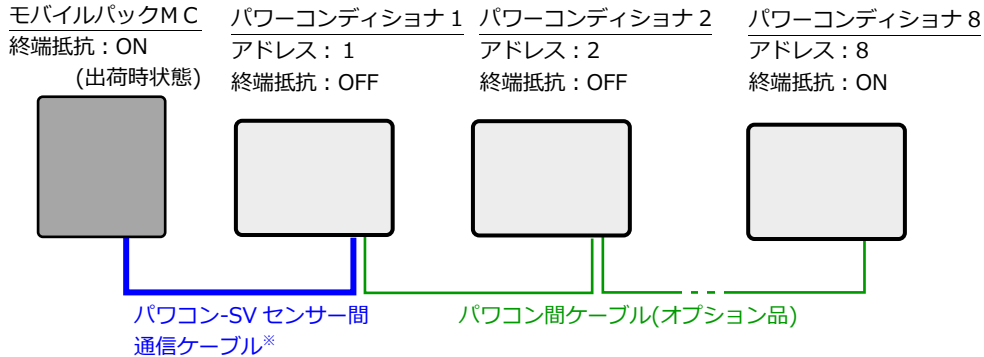 モバイルパックＭＣ
終端抵抗：ON
(出荷時状態)
パワーコンディショナ１
アドレス：１
終端抵抗：OFF
パワーコンディショナ２
アドレス：2
終端抵抗：OFF
パワーコンディショナ８
アドレス：8
終端抵抗：ON
パワコン-SV センサー間
通信ケーブル※
パワコン間ケーブル(オプション品)